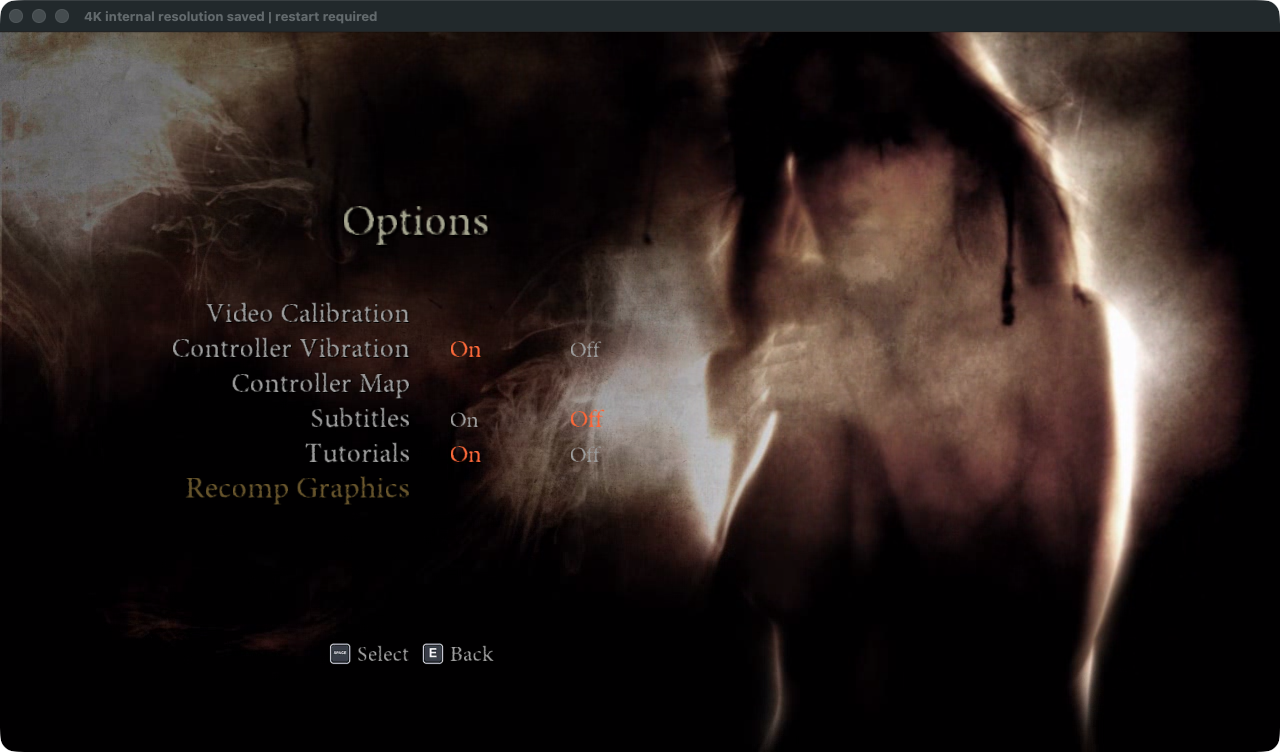 4K internal resolution saved | restart required
Options
Video Calibration
Controller Vibration On Off
Controller Map
Subtitles On Off
Tutorials On Off
Recomp Graphics
SPACE Select E Back